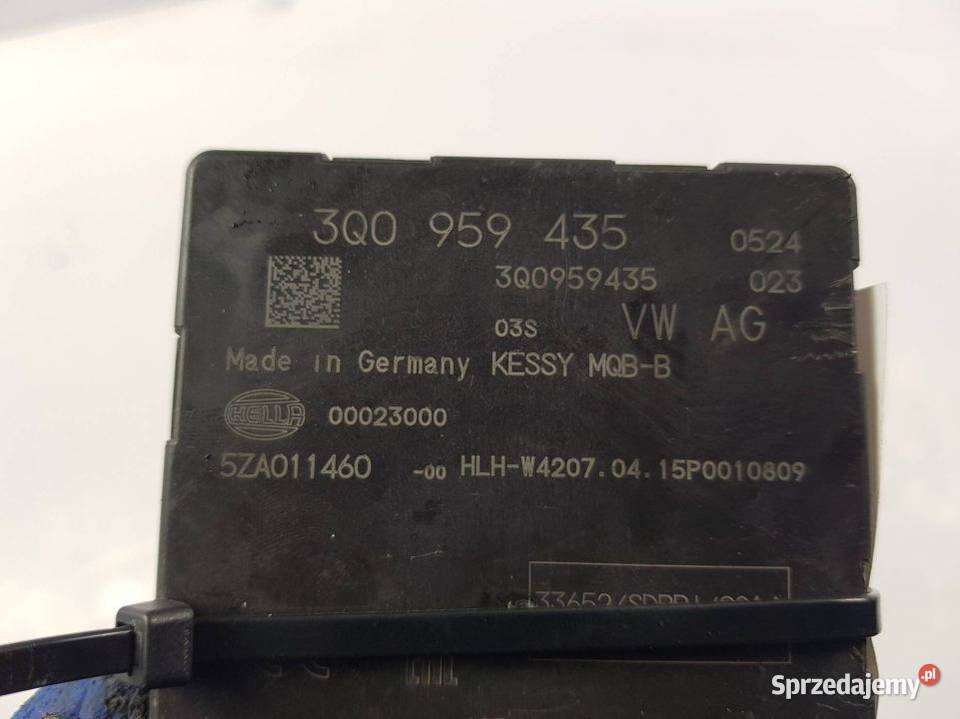 3Q0 959 435 0524
3Q0959435 023
03S VW AG
Made in Germany KESSY MQB-B
HELLA 00023000
5ZA011460 -00 HLH-W4207.04.15P0010809
Sprzedajemy.pl